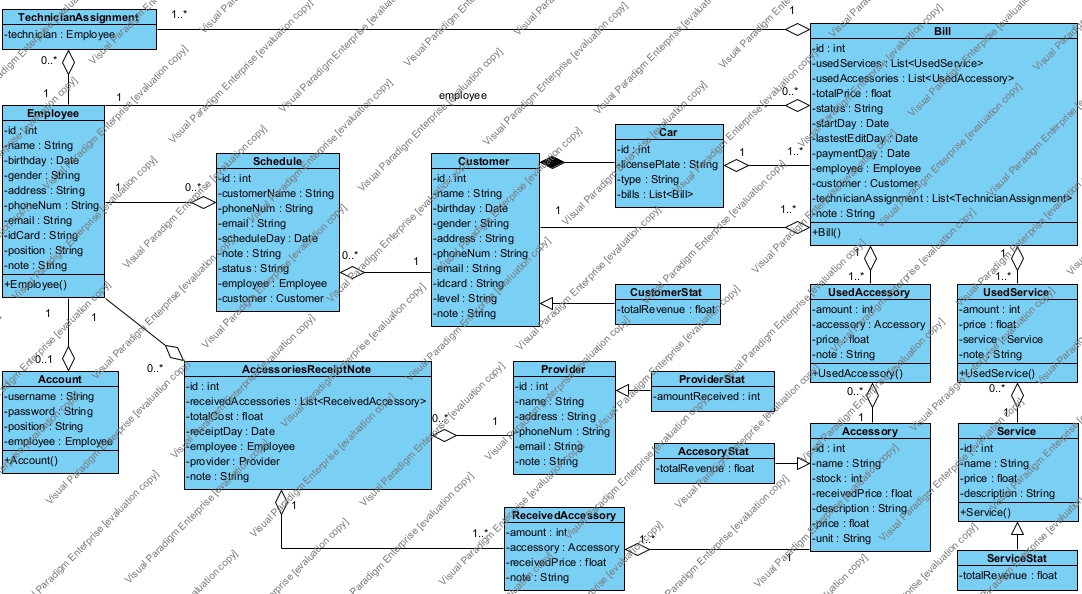 TechnicianAssignment
-technician : Employee
1..*
1
0..*
1
Employee
-id : int
-name : String
-birthday : Date
-gender : String
-address : String
-phoneNum : String
-email : String
-idCard : String
-position : String
-note : String
+Employee()
1
employee
0..*
Bill
-id : int
-usedServices : List<UsedService>
-usedAccessories : List<UsedAccessory>
-totalPrice : float
-status : String
-startDay : Date
-lastestEditDay : Date
-paymentDay : Date
-employee : Employee
-customer : Customer
-technicianAssignment : List<TechnicianAssignment>
-note : String
+Bill()
1
0..*
Schedule
-id : int
-customerName : String
-phoneNum : String
-email : String
-scheduleDay : Date
-note : String
-status : String
-employee : Employee
-customer : Customer
0..*
1
Customer
-id : int
-name : String
-birthday : Date
-gender : String
-address : String
-phoneNum : String
-email : String
-idcard : String
-level : String
-note : String
Car
-id : int
-licensePlate : String
-type : String
-bills : List<Bill>
1
1..*
1
1..*
CustomerStat
-totalRevenue : float
1
1..*
UsedAccessory
-amount : int
-accessory : Accessory
-price : float
-note : String
+UsedAccessory()
0..*
1
1
1..*
UsedService
-amount : int
-price : float
-service : Service
-note : String
+UsedService()
0..*
1
1
0..1
Account
-username : String
-password : String
-position : String
-employee : Employee
+Account()
1
0..*
AccessoriesReceiptNote
-id : int
-receivedAccessories : List<ReceivedAccessory>
-totalCost : float
-receiptDay : Date
-employee : Employee
-provider : Provider
-note : String
0..*
1
Provider
-id : int
-name : String
-address : String
-phoneNum : String
-email : String
-note : String
ProviderStat
-amountReceived : int
AccesoryStat
-totalRevenue : float
Accessory
-id : int
-name : String
-stock : int
-receivedPrice : float
-description : String
-price : float
-unit : String
Service
-id : int
-name : String
-price : float
-description : String
+Service()
ServiceStat
-totalRevenue : float
1
1..*
ReceivedAccessory
-amount : int
-accessory : Accessory
-receivedPrice : float
-note : String
1..*
1
Visual Paradigm Enterprise [evaluation copy]